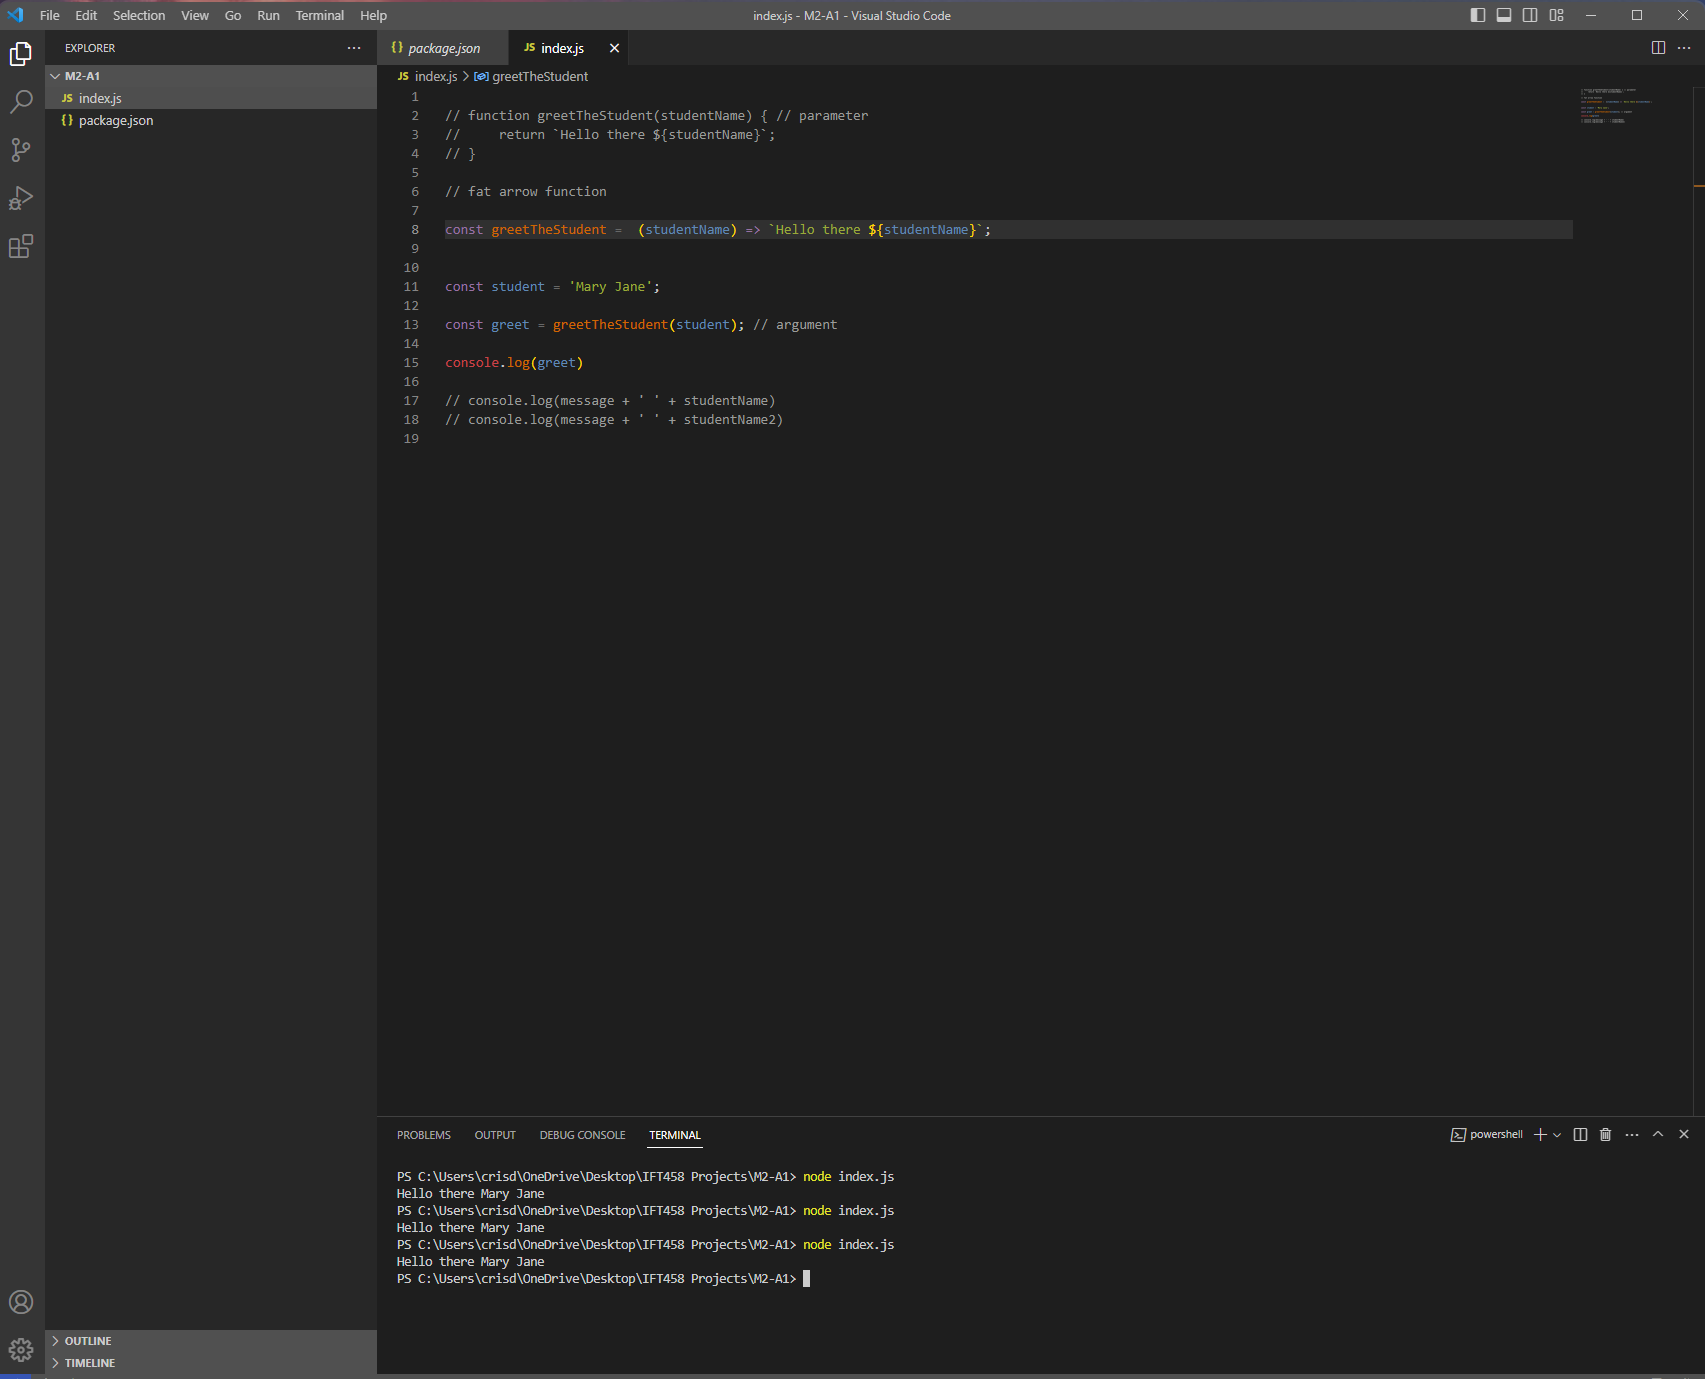 File Edit Selection View Go Run Terminal Help
index.js - M2-A1 - Visual Studio Code
EXPLORER
M2-A1
JS index.js
{} package.json
OUTLINE
TIMELINE
{} package.json
JS index.js
JS index.js > greetTheStudent
1
2 // function greetTheStudent(studentName) { // parameter
3 //     return `Hello there ${studentName}`;
4 // }
5
6 // fat arrow function
7
8 const greetTheStudent =  (studentName) => `Hello there ${studentName}`;
9
10
11 const student = 'Mary Jane';
12
13 const greet = greetTheStudent(student); // argument
14
15 console.log(greet)
16
17 // console.log(message + ' ' + studentName)
18 // console.log(message + ' ' + studentName2)
19
PROBLEMS OUTPUT DEBUG CONSOLE TERMINAL
powershell
PS C:\Users\crisd\OneDrive\Desktop\IFT458 Projects\M2-A1> node index.js
Hello there Mary Jane
PS C:\Users\crisd\OneDrive\Desktop\IFT458 Projects\M2-A1> node index.js
Hello there Mary Jane
PS C:\Users\crisd\OneDrive\Desktop\IFT458 Projects\M2-A1> node index.js
Hello there Mary Jane
PS C:\Users\crisd\OneDrive\Desktop\IFT458 Projects\M2-A1>